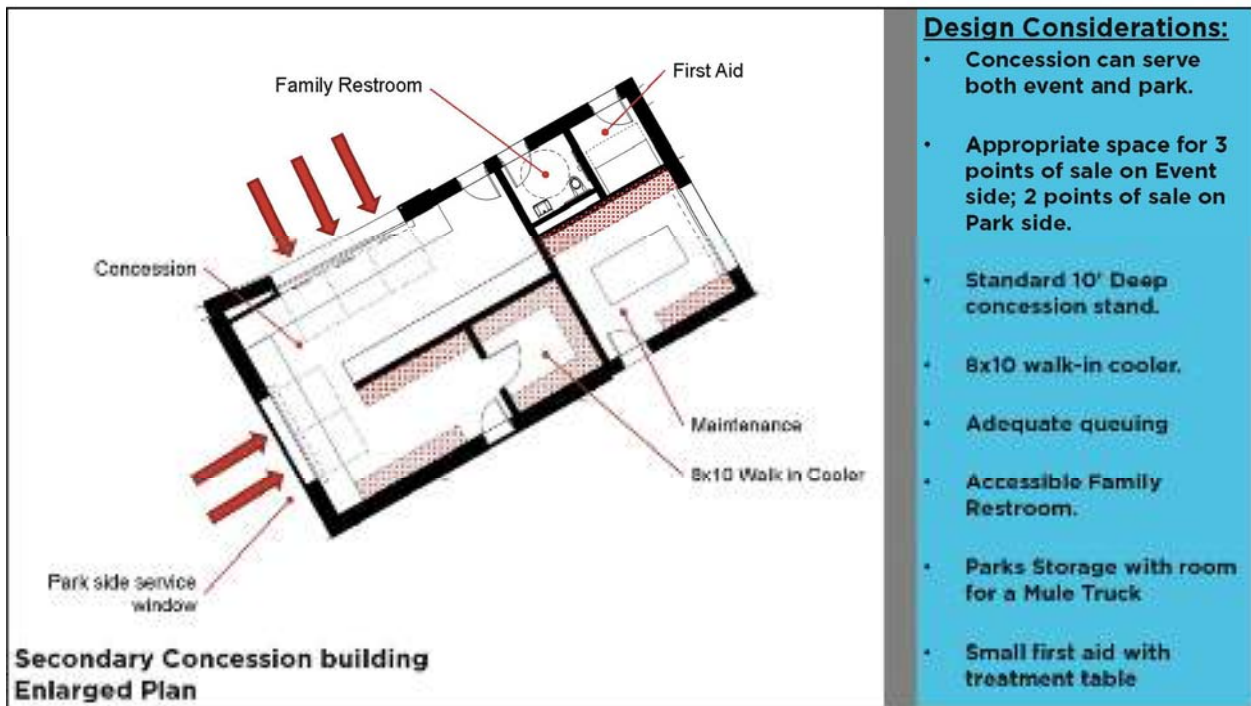 Family Restroom
First Aid
Concession
Maintenance
8x10 Walk in Cooler
Park side service
window
Secondary Concession building
Enlarged Plan
Design Considerations:
• Concession can serve
both event and park.
• Appropriate space for 3
points of sale on Event
side; 2 points of sale on
Park side.
• Standard 10' Deep
concession stand.
• 8x10 walk-in cooler.
• Adequate queuing
• Accessible Family
Restroom.
• Parks Storage with room
for a Mule Truck
• Small first aid with
treatment table